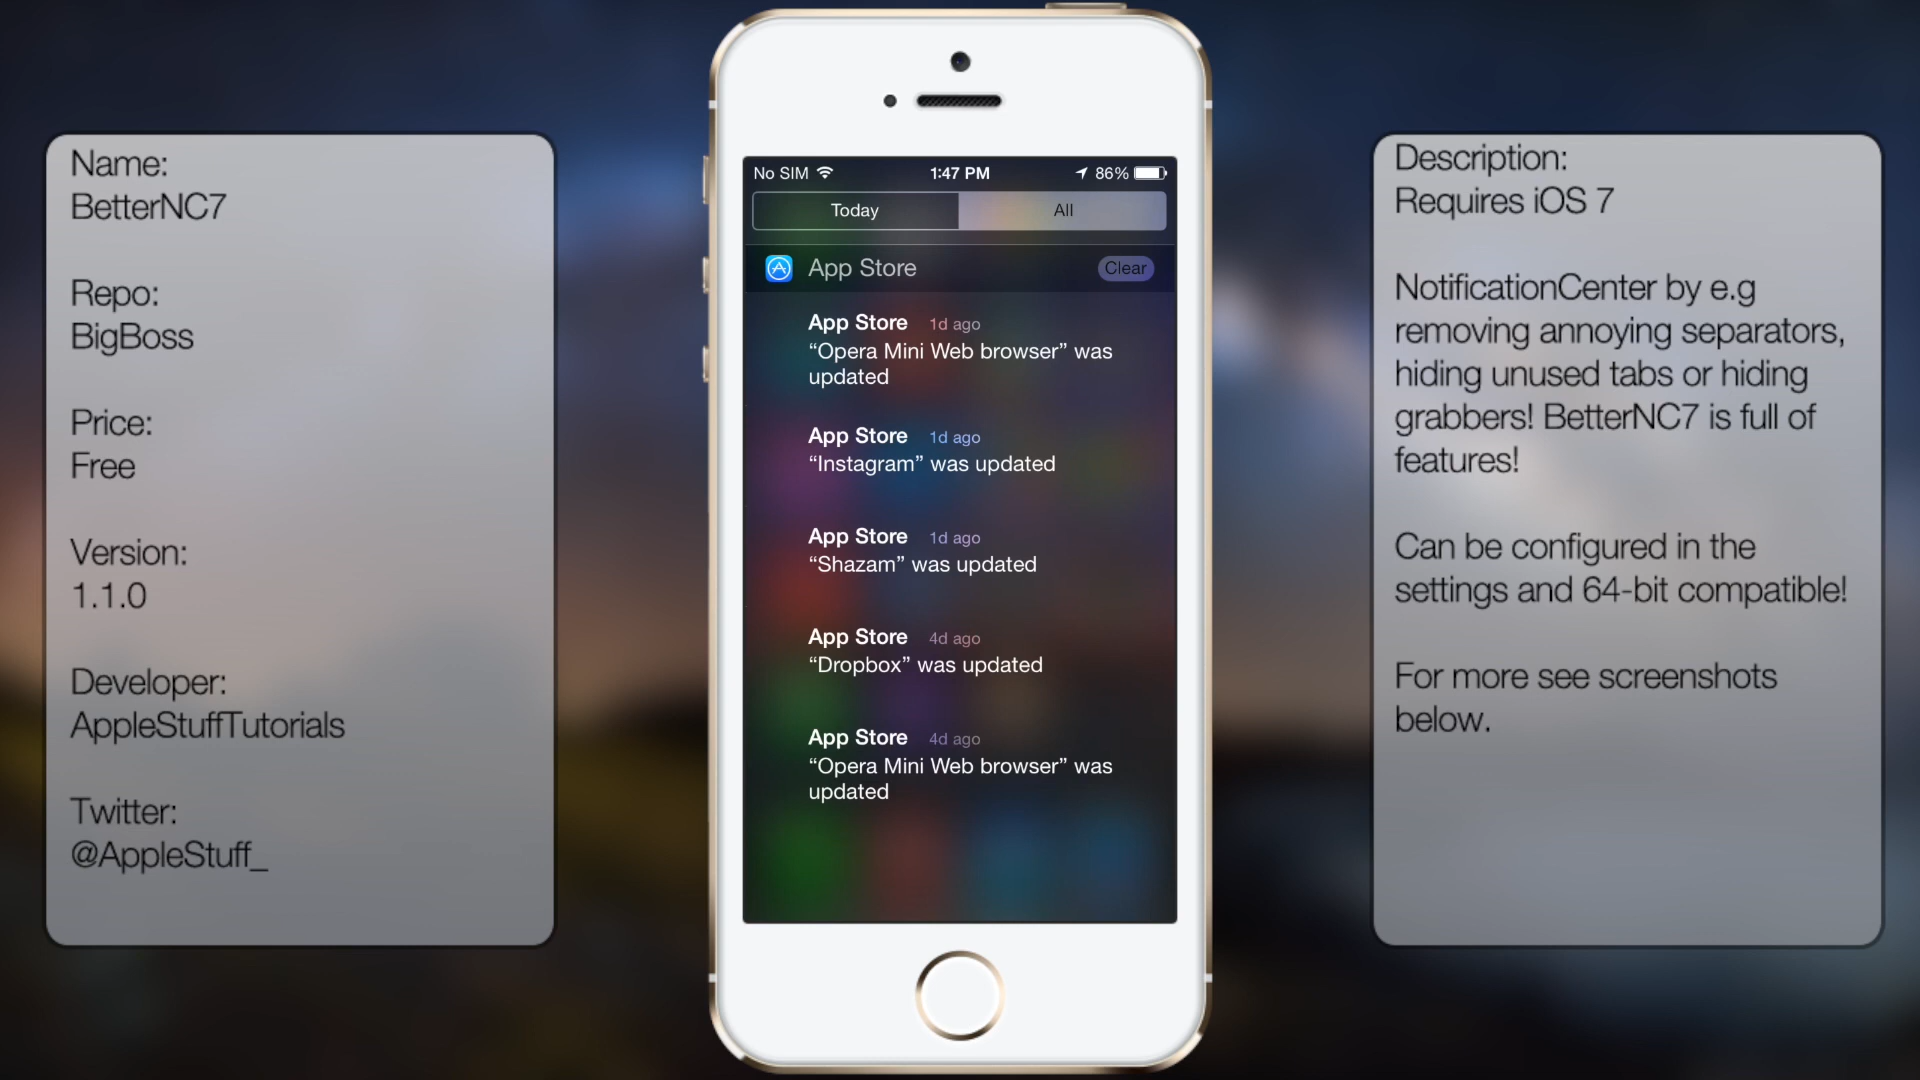 Name:
BetterNC7
Repo:
BigBoss
Price:
Free
Version:
1.1.0
Developer:
AppleStuffTutorials
Twitter:
@AppleStuff_
No SIM 1:47 PM 86%
Today All
App Store Clear
App Store 1d ago
“Opera Mini Web browser” was
updated
App Store 1d ago
“Instagram” was updated
App Store 1d ago
“Shazam” was updated
App Store 4d ago
“Dropbox” was updated
App Store 4d ago
“Opera Mini Web browser” was
updated
Description:
Requires iOS 7
NotificationCenter by e.g
removing annoying separators,
hiding unused tabs or hiding
grabbers! BetterNC7 is full of
features!
Can be configured in the
settings and 64-bit compatible!
For more see screenshots
below.